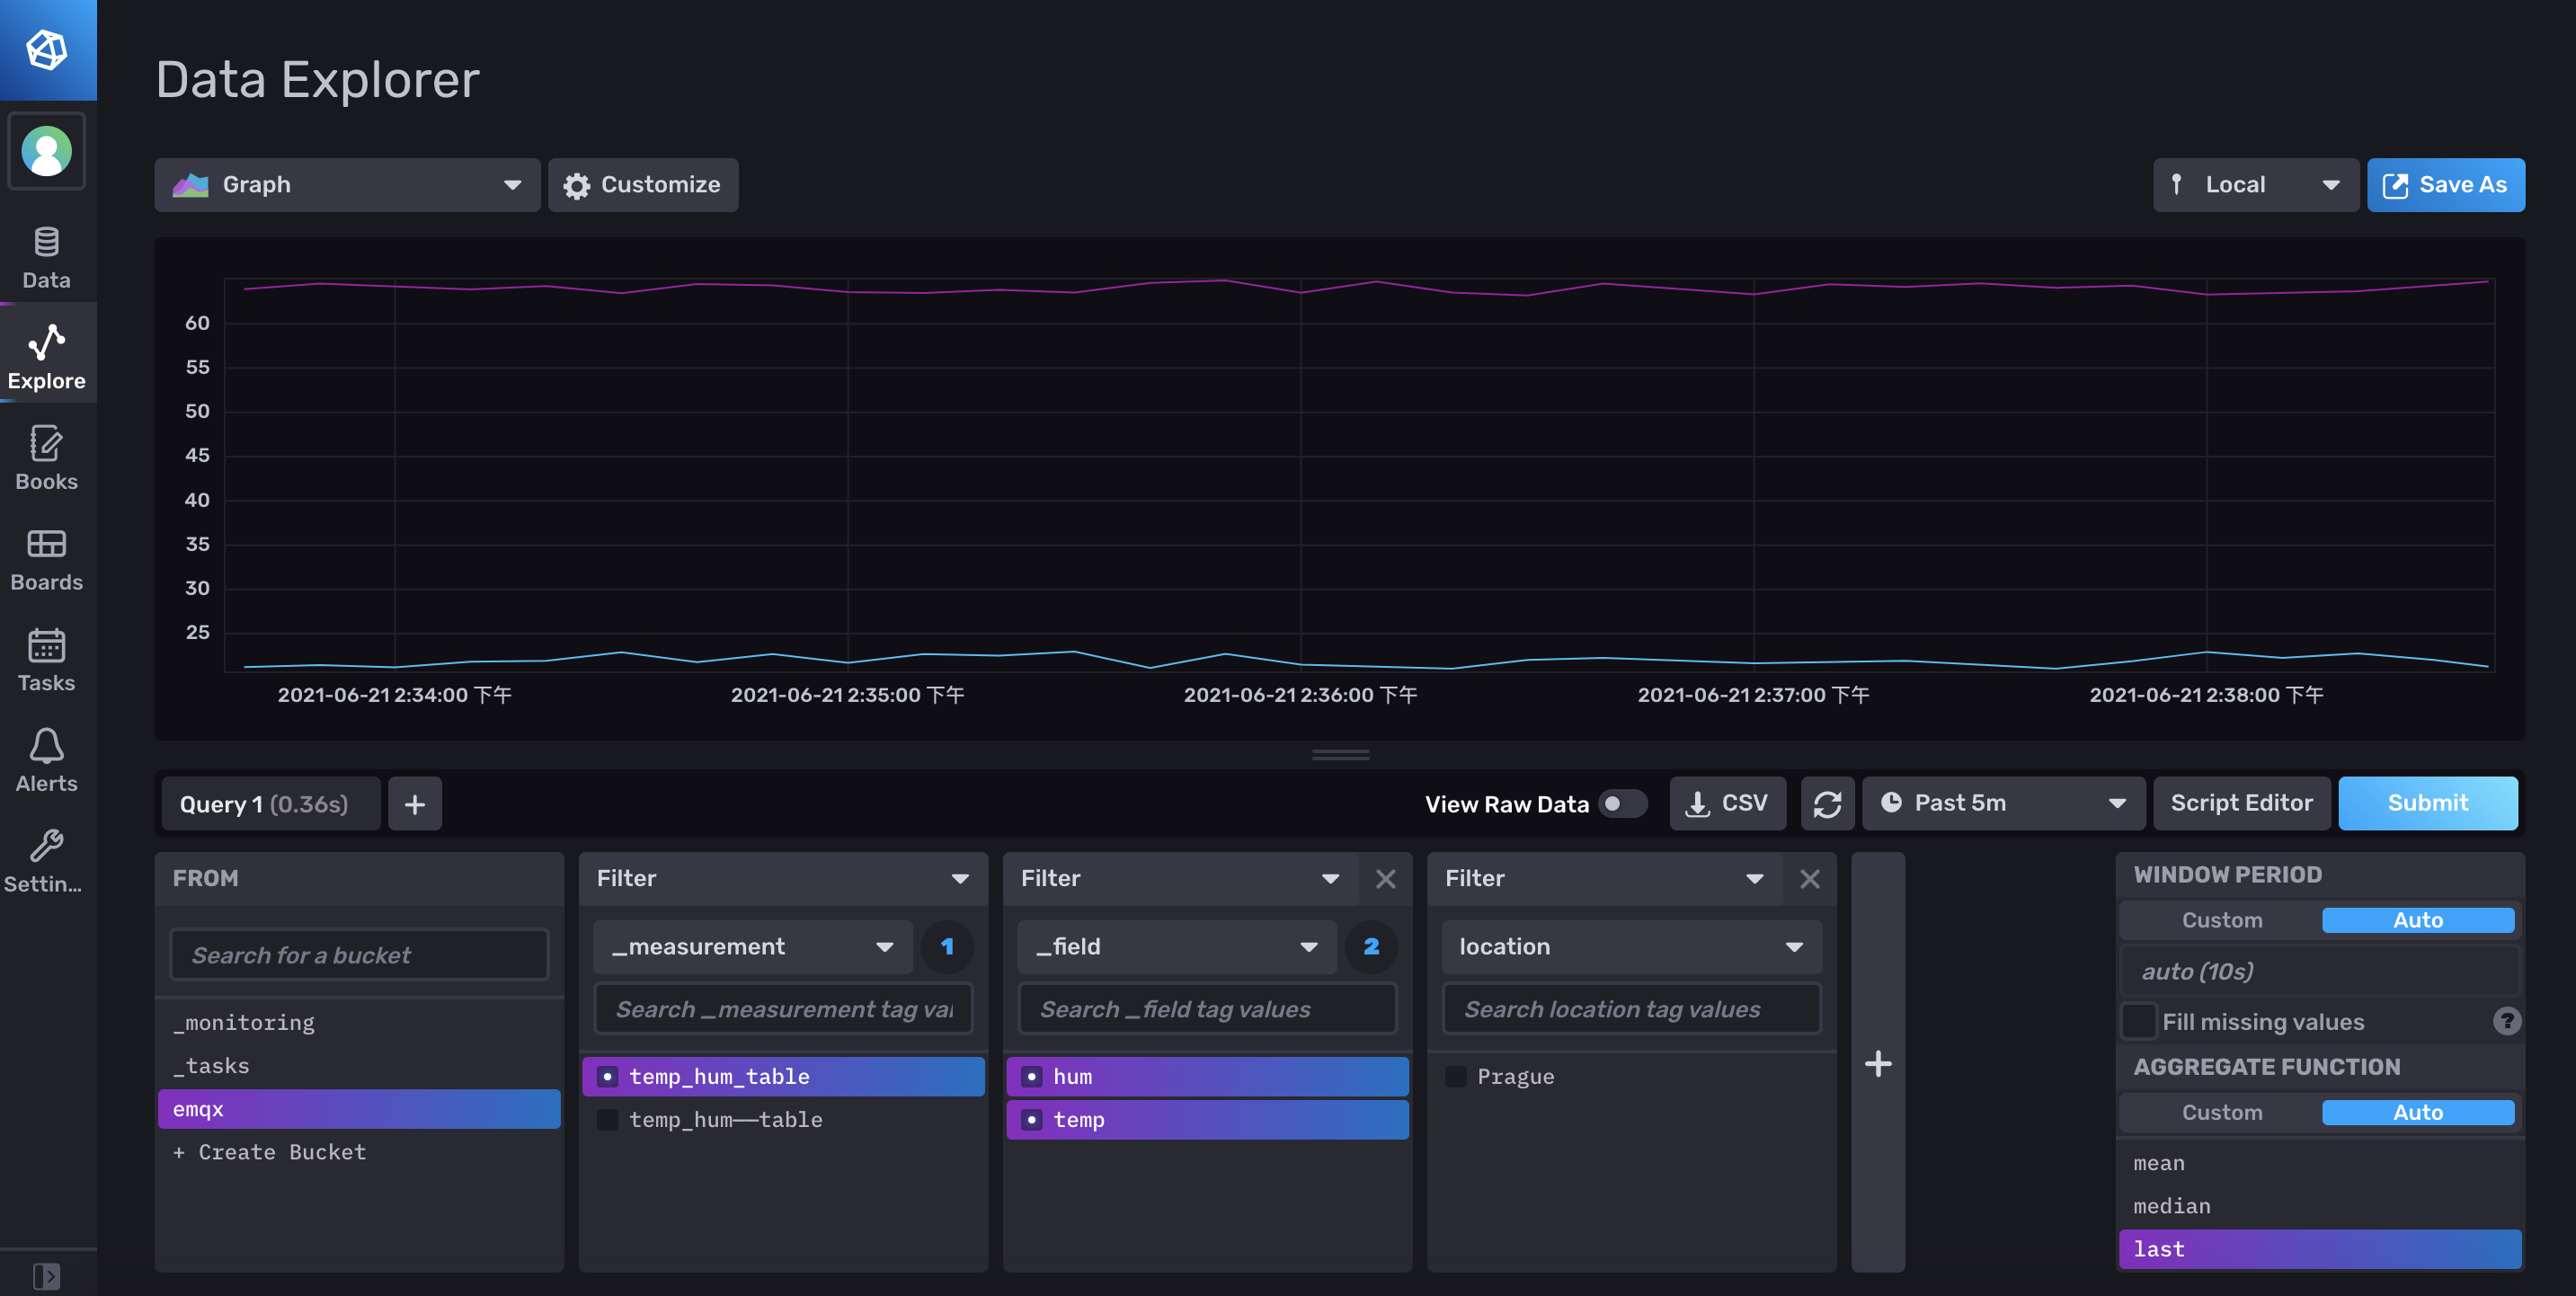 Data Explorer
Graph
Customize
Local
Save As
Data
Explore
Books
Boards
Tasks
Alerts
Settin...
60
55
50
45
40
35
30
25
2021-06-21 2:34:00 下午
2021-06-21 2:35:00 下午
2021-06-21 2:36:00 下午
2021-06-21 2:37:00 下午
2021-06-21 2:38:00 下午
Query 1 (0.36s)
+
View Raw Data
CSV
Past 5m
Script Editor
Submit
FROM
Search for a bucket
_monitoring
_tasks
emqx
+ Create Bucket
Filter
_measurement
1
Search _measurement tag val
temp_hum_table
temp_hum——table
Filter
_field
2
Search _field tag values
hum
temp
Filter
location
Search location tag values
Prague
+
WINDOW PERIOD
Custom
Auto
auto (10s)
Fill missing values
?
AGGREGATE FUNCTION
Custom
Auto
mean
median
last